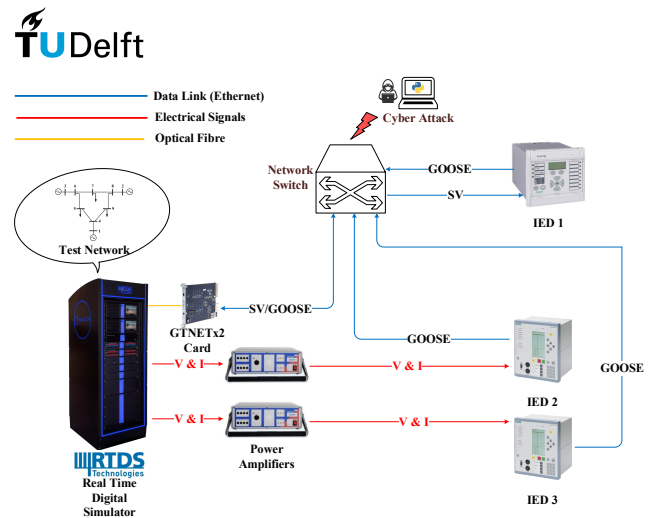 TUDelft
Data Link (Ethernet)
Electrical Signals
Optical Fibre
Cyber Attack
Network
Switch
GOOSE
SV
IED 1
Test Network
SV/GOOSE
GTNETx2
Card
GOOSE
GOOSE
V & I
V & I
IED 2
V & I
V & I
Power
Amplifiers
IED 3
RTDS
Technologies
Real Time
Digital
Simulator